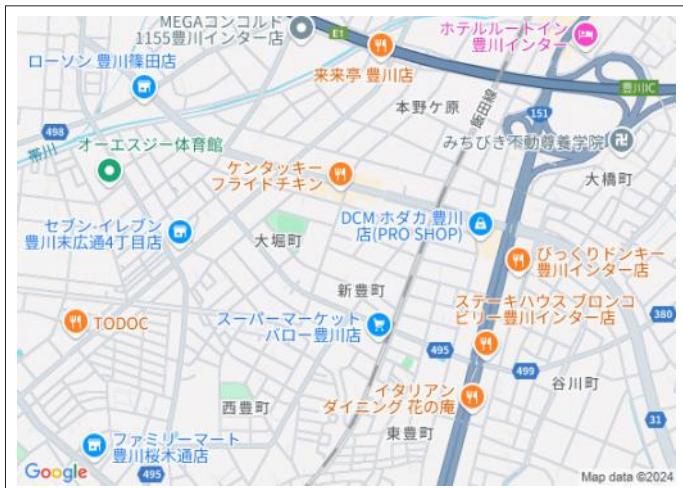 MEGAコンコルド
1155豊川インター店
E1
ホテルルートイン
豊川インター
来来亭 豊川店
ローソン 豊川篠田店
豊川IC
本野ケ原
飯田線
151
498
帯川
オーエスジー体育館
みちびき不動尊養学院
ケンタッキー
フライドチキン
大橋町
DCM ホダカ 豊川
店(PRO SHOP)
セブン-イレブン
豊川末広通4丁目店
大堀町
びっくりドンキー
豊川インター店
新豊町
ステーキハウス ブロンコ
ビリー豊川インター店
TODOC
スーパーマーケット
バロー豊川店
380
495
499
谷川町
イタリアン
ダイニング 花の庵
西豊町
31
東豊町
ファミリーマート
豊川桜木通店
495
Google
Map data ©2024